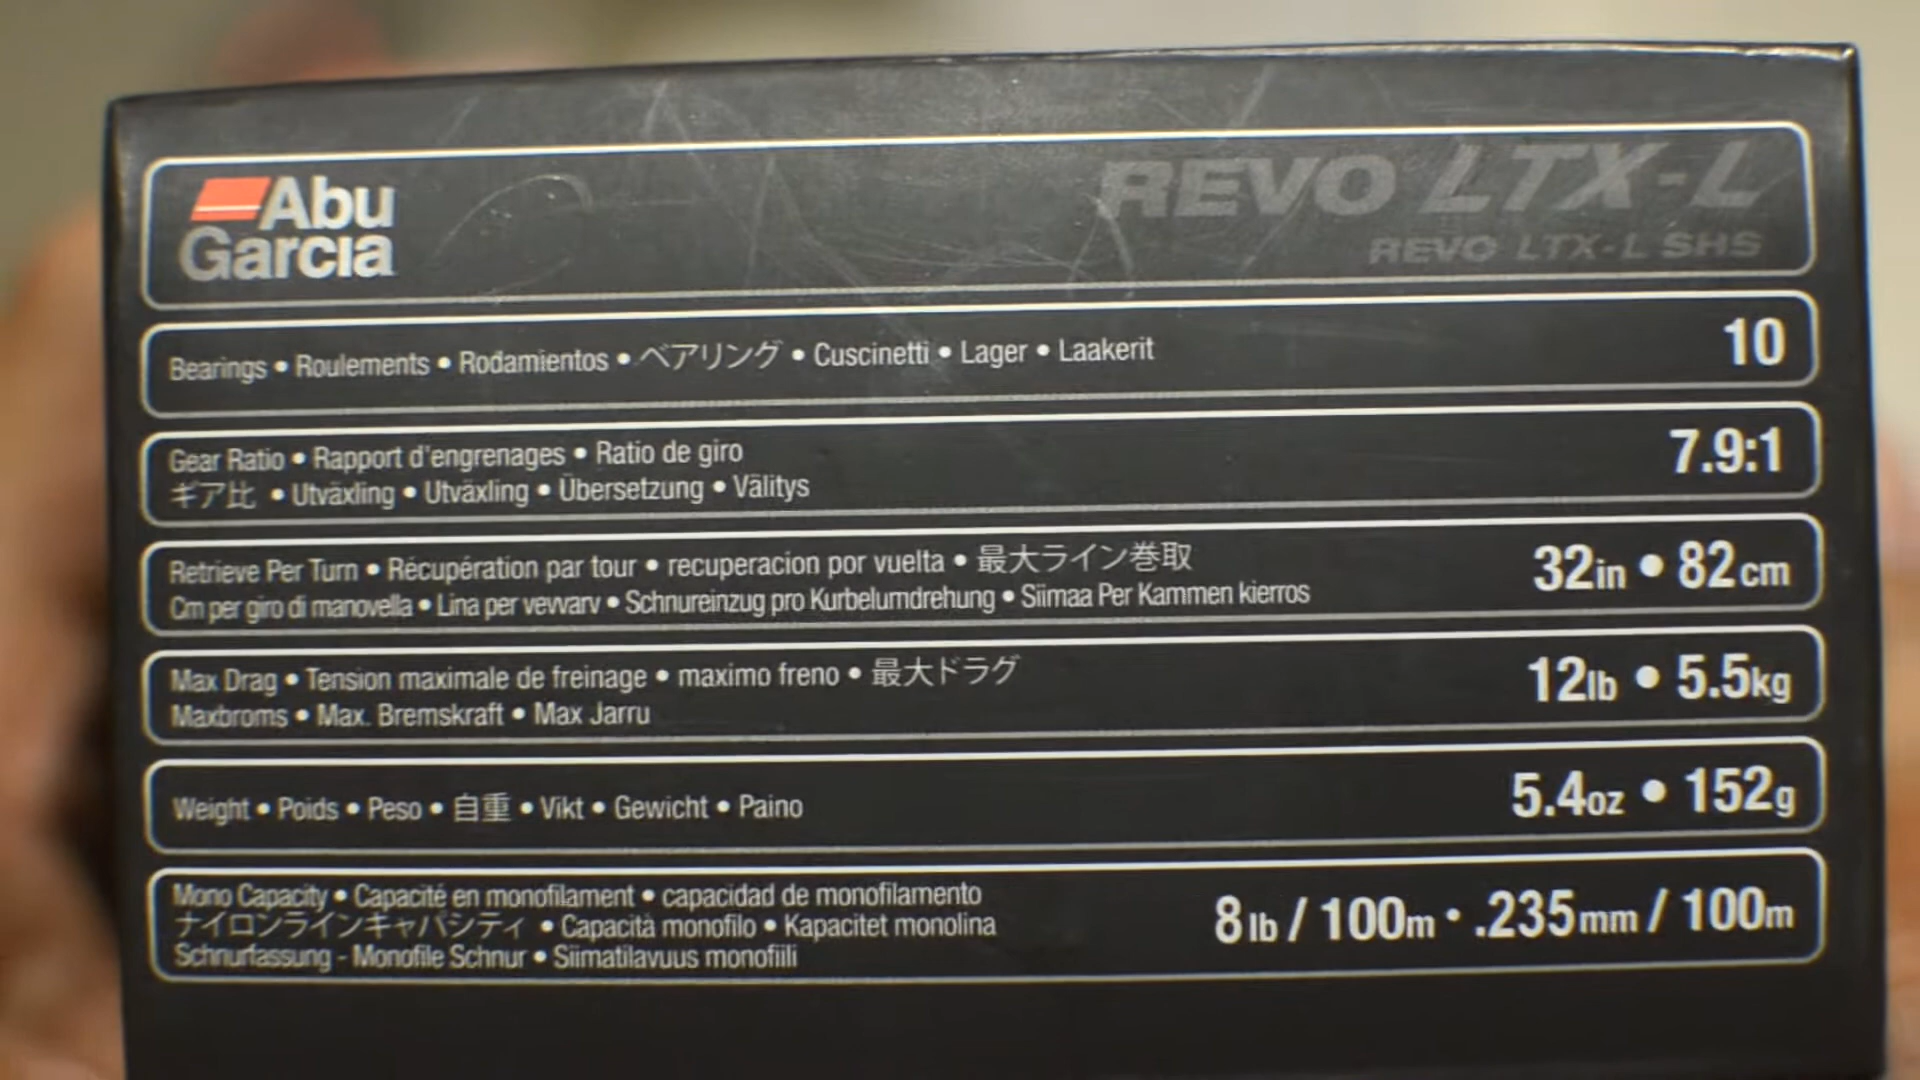 Abu
Garcia
REVO LTX-L
REVO LTX-L SHS
Bearings • Roulements • Rodamientos • ベアリング • Cuscinetti • Lager • Laakerit
10
Gear Ratio • Rapport d'engrenages • Ratio de giro
ギア比 • Utväxling • Utväxling • Übersetzung • Välitys
7.9:1
Retrieve Per Turn • Récupération par tour • recuperacion por vuelta • 最大ライン巻取
Cm per giro di manovella • Lina per vevvarv • Schnureinzug pro Kurbelumdrehung • Siimaa Per Kammen kierros
32in • 82cm
Max Drag • Tension maximale de freinage • maximo freno • 最大ドラグ
Maxbroms • Max. Bremskraft • Max Jarru
12lb • 5.5kg
Weight • Poids • Peso • 自重 • Vikt • Gewicht • Paino
5.4oz • 152g
Mono Capacity • Capacité en monofilament • capacidad de monofilamento
ナイロンラインキャパシティ • Capacità monofilo • Kapacitet monolina
Schnurfassung - Monofile Schnur • Siimatilavuus monofiili
8lb / 100m • .235mm / 100m